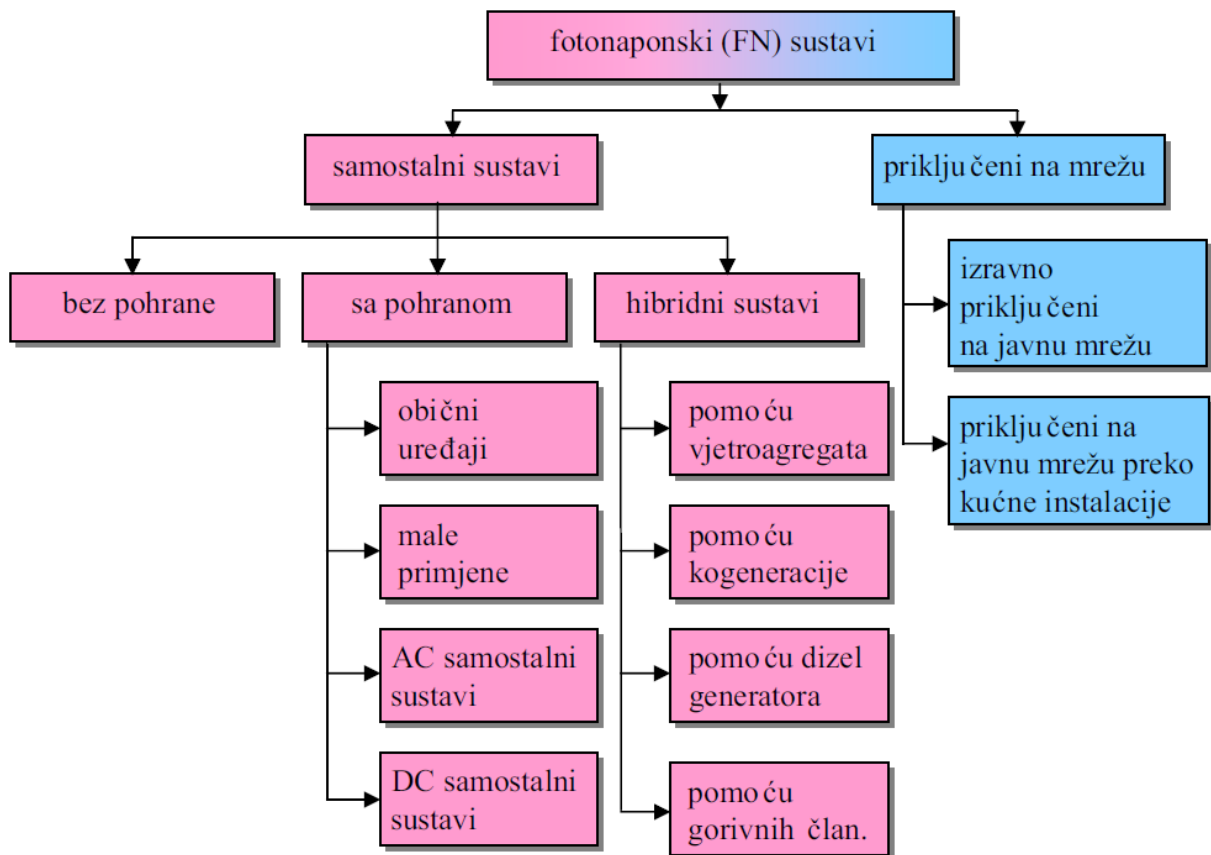 fotonaponski (FN) sustavi
samostalni sustavi
priključeni na mrežu
bez pohrane
sa pohranom
hibridni sustavi
izravno
priključeni
na javnu mrežu
obični
uređaji
pomoću
vjetroagregata
priključeni na
javnu mrežu preko
kućne instalacije
male
primjene
pomoću
kogeneracije
AC samostalni
sustavi
pomoću dizel
generatora
DC samostalni
sustavi
pomoću
gorivnih član.